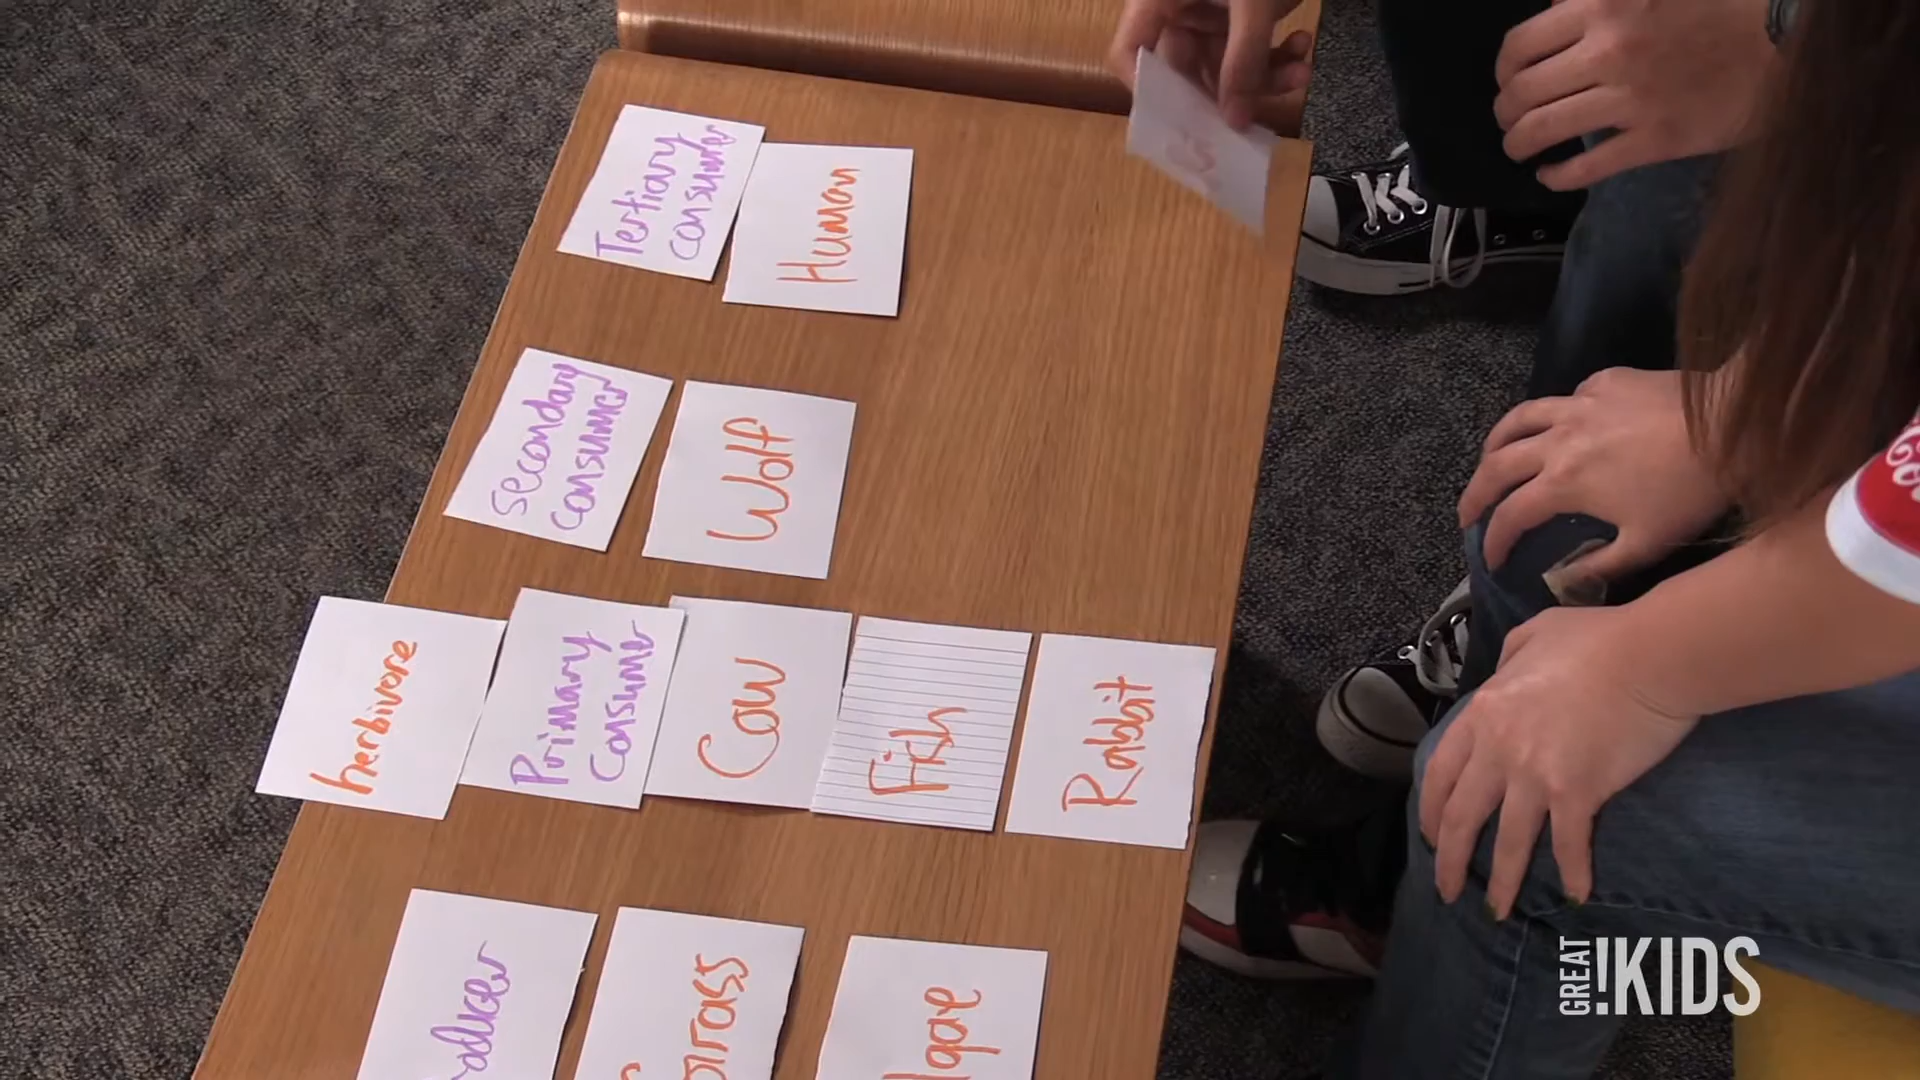 Tertiary
consumer
Human
Secondary
consumer
Wolf
herbivore
Primary
Consumer
Cow
Fish
Rabbit
Grass
GREAT!KIDS